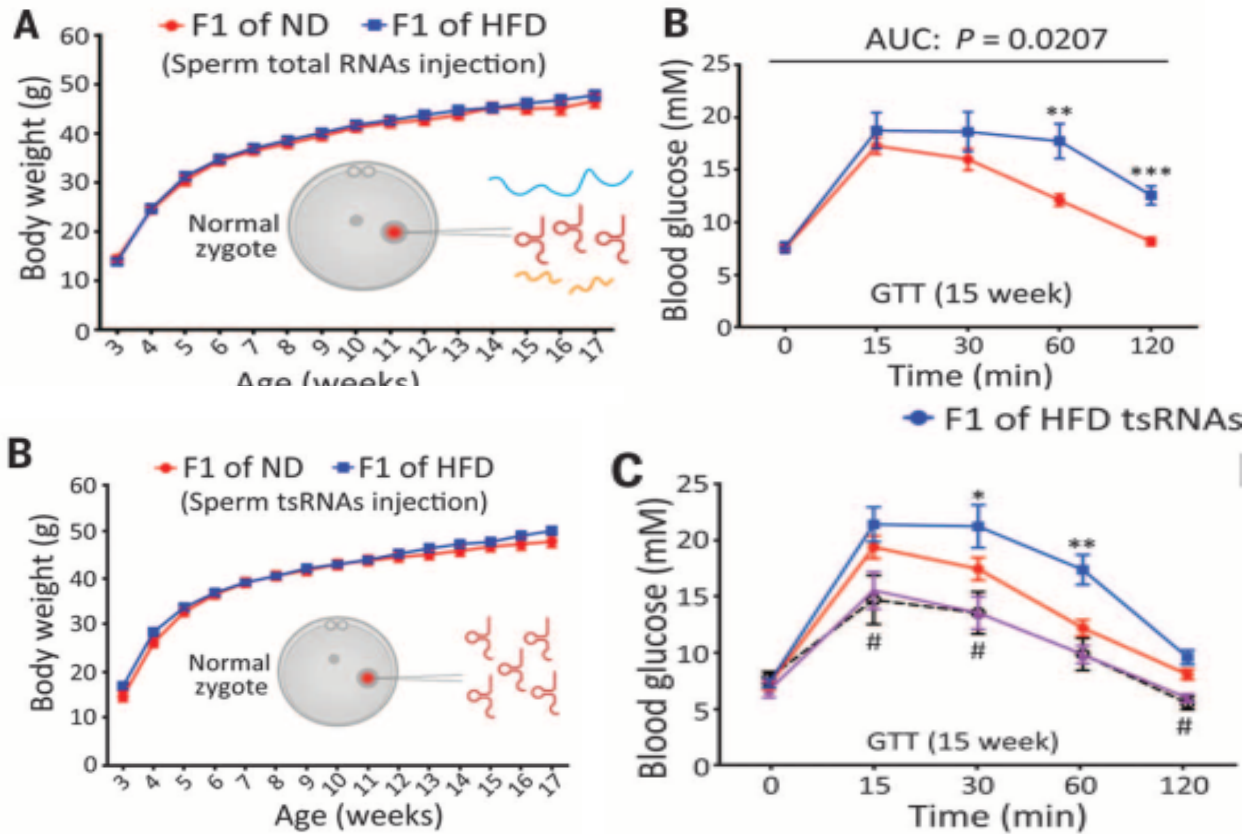 A
F1 of ND F1 of HFD
(Sperm total RNAs injection)
Body weight (g)
60
50
40
30
20
10
0
Normal
zygote
3 4 5 6 7 8 9 10 11 12 13 14 15 16 17
Age (weeks)
B
AUC: P = 0.0207
Blood glucose (mM)
25
20
15
10
5
0
**
***
GTT (15 week)
0 15 30 60 120
Time (min)
B
F1 of ND F1 of HFD
(Sperm tsRNAs injection)
Body weight (g)
60
50
40
30
20
10
0
Normal
zygote
3 4 5 6 7 8 9 10 11 12 13 14 15 16 17
Age (weeks)
F1 of HFD tsRNAs
C
Blood glucose (mM)
25
20
15
10
5
0
*
**
# # #
GTT (15 week)
0 15 30 60 120
Time (min)